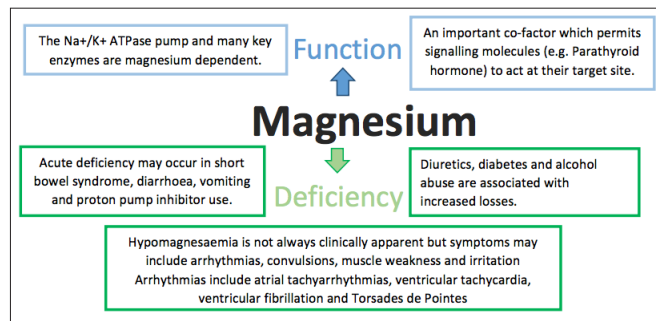 The Na+/K+ ATPase pump and many key
enzymes are magnesium dependent.
Function
An important co-factor which permits
signalling molecules (e.g. Parathyroid
hormone) to act at their target site.
Magnesium
Acute deficiency may occur in short
bowel syndrome, diarrhoea, vomiting
and proton pump inhibitor use.
Deficiency
Diuretics, diabetes and alcohol
abuse are associated with
increased losses.
Hypomagnesaemia is not always clinically apparent but symptoms may
include arrhythmias, convulsions, muscle weakness and irritation
Arrhythmias include atrial tachyarrhythmias, ventricular tachycardia,
ventricular fibrillation and Torsades de Pointes